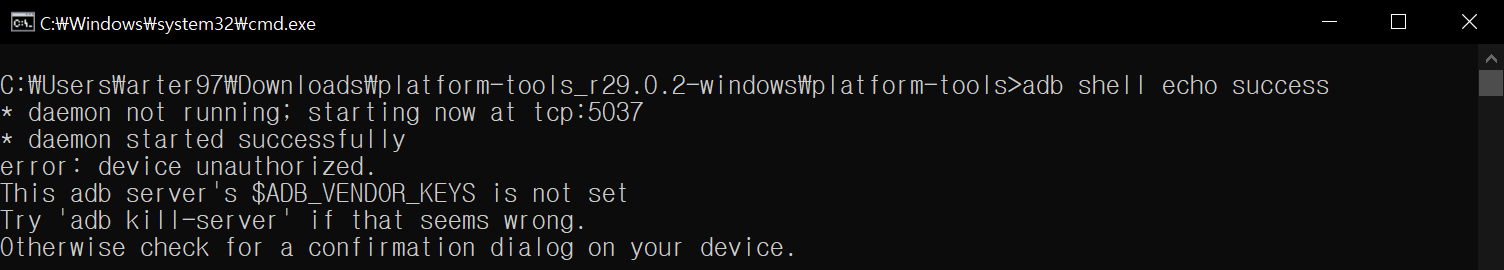 C:₩Windows₩system32₩cmd.exe
C:₩Users₩arter97₩Downloads₩platform-tools_r29.0.2-windows₩platform-tools>adb shell echo success
* daemon not running; starting now at tcp:5037
* daemon started successfully
error: device unauthorized.
This adb server's $ADB_VENDOR_KEYS is not set
Try 'adb kill-server' if that seems wrong.
Otherwise check for a confirmation dialog on your device.